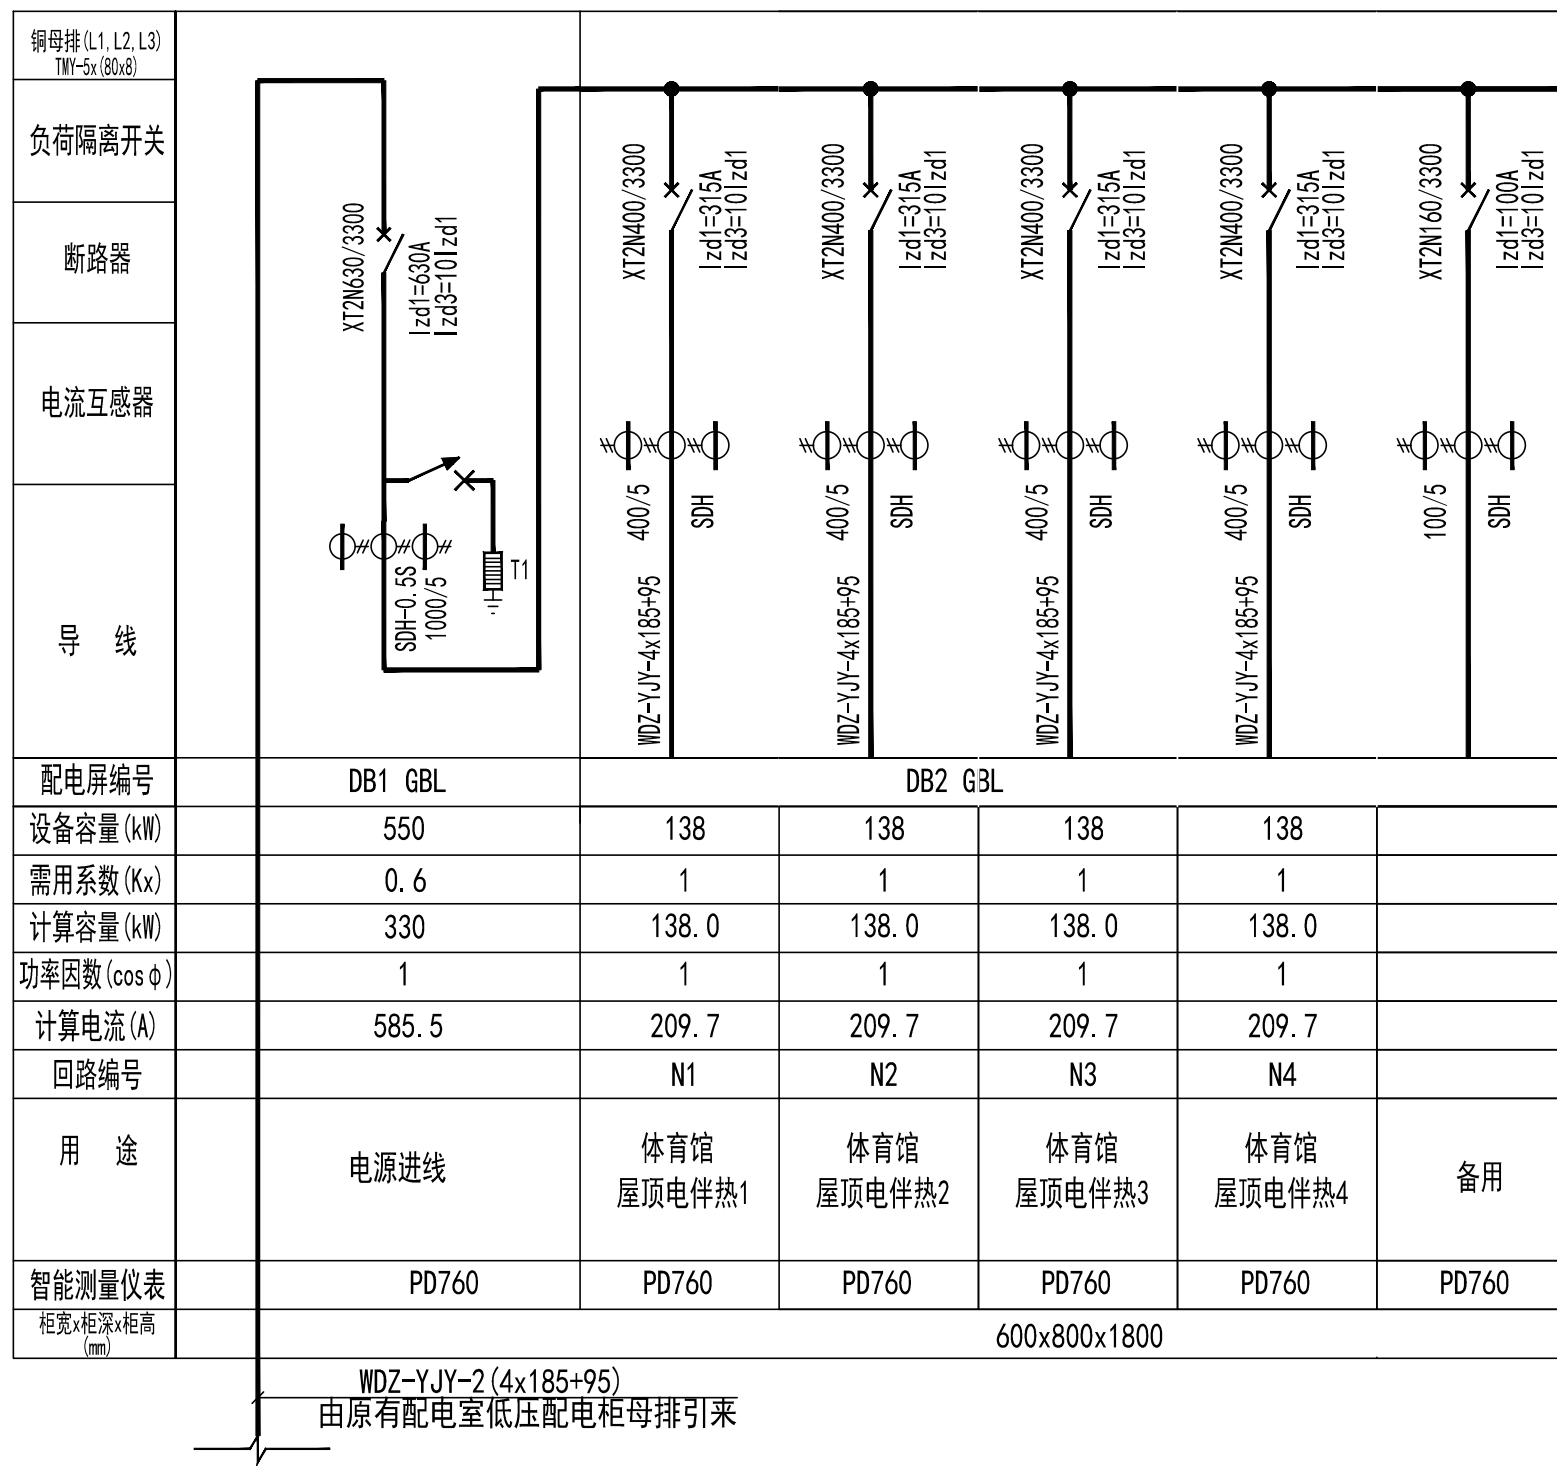 铜母排(L1,L2,L3)
TMY-5x(80x8)
负荷隔离开关
断路器
电流互感器
导 线
XT2N630/3300
Izd1=630A
Izd3=10Izd1
SDH-0.5S
1000/5
T1
XT2N400/3300
Izd1=315A
Izd3=10Izd1
400/5
SDH
WDZ-YJY-4x185+95
XT2N400/3300
Izd1=315A
Izd3=10Izd1
400/5
SDH
WDZ-YJY-4x185+95
XT2N400/3300
Izd1=315A
Izd3=10Izd1
400/5
SDH
WDZ-YJY-4x185+95
XT2N400/3300
Izd1=315A
Izd3=10Izd1
400/5
SDH
WDZ-YJY-4x185+95
XT2N160/3300
Izd1=100A
Izd3=10Izd1
100/5
SDH
配电屏编号 DB1 GBL DB2 GBL
设备容量(kW) 550 138 138 138 138
需用系数(Kx) 0.6 1 1 1 1
计算容量(kW) 330 138.0 138.0 138.0 138.0
功率因数(cosφ) 1 1 1 1 1
计算电流(A) 585.5 209.7 209.7 209.7 209.7
回路编号 N1 N2 N3 N4
用 途
电源进线
体育馆
屋顶电伴热1
体育馆
屋顶电伴热2
体育馆
屋顶电伴热3
体育馆
屋顶电伴热4
备用
智能测量仪表 PD760 PD760 PD760 PD760 PD760 PD760
柜宽x柜深x柜高
(mm)
600x800x1800
WDZ-YJY-2(4x185+95)
由原有配电室低压配电柜母排引来